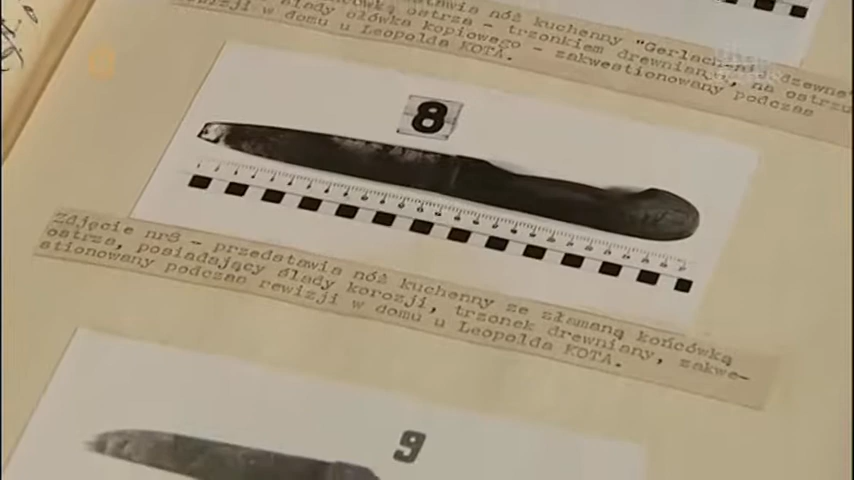 nóż kuchenny "Gerlach
ostrza - trzonkiem drewnianym, na ostrzu
ślady ołówka kopiowego - zakwestionowany podczas
rewizji w domu u Leopolda KOTA.
8
Zdjęcie nr8 - przedstawia nóż kuchenny ze złamaną końcówką
ostrza, posiadający ślady korozji, trzonek drewniany, zakwe-
stionowany podczas rewizji w domu u Leopolda KOTA.
9